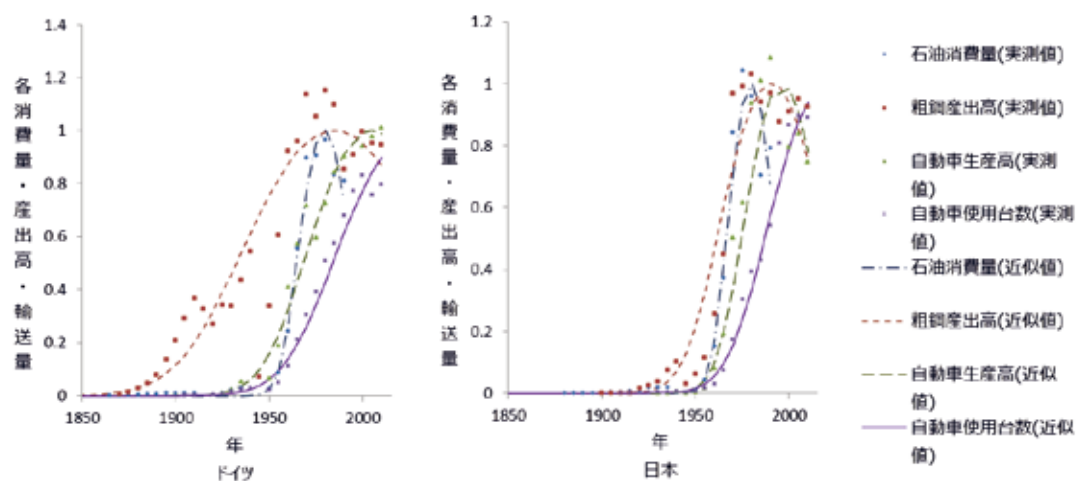 各消費量・産出高・輸送量
1.4
1.2
1
0.8
0.6
0.4
0.2
0
1850
1900
1950
2000
年
ドイツ
各消費量・産出高・輸送量
1.2
1
0.8
0.6
0.4
0.2
0
1850
1900
1950
2000
年
日本
石油消費量(実測値)
粗鋼産出高(実測値)
自動車生産高(実測
値)
自動車使用台数(実測
値)
石油消費量(近似値)
粗鋼産出高(近似値)
自動車生産高(近似
値)
自動車使用台数(近似
値)